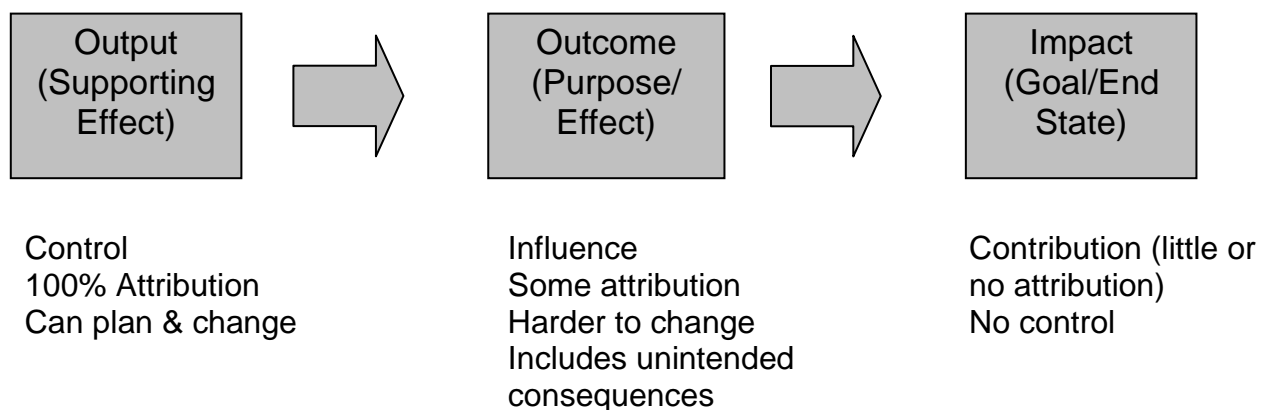 Output
(Supporting
Effect)
Outcome
(Purpose/
Effect)
Impact
(Goal/End
State)
Control
100% Attribution
Can plan & change
Influence
Some attribution
Harder to change
Includes unintended
consequences
Contribution (little or
no attribution)
No control